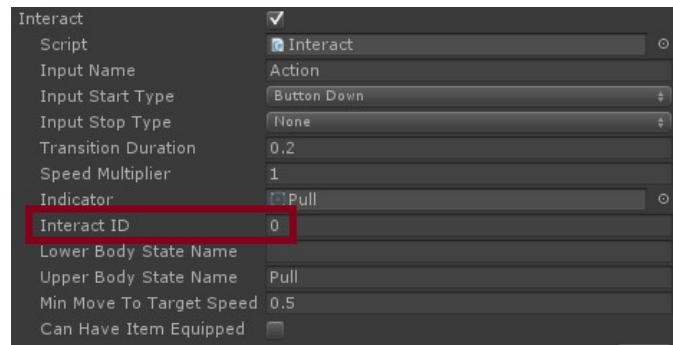 Interact
Script Interact
Input Name Action
Input Start Type Button Down
Input Stop Type None
Transition Duration 0.2
Speed Multiplier 1
Indicator Pull
Interact ID 0
Lower Body State Name
Upper Body State Name Pull
Min Move To Target Speed 0.5
Can Have Item Equipped